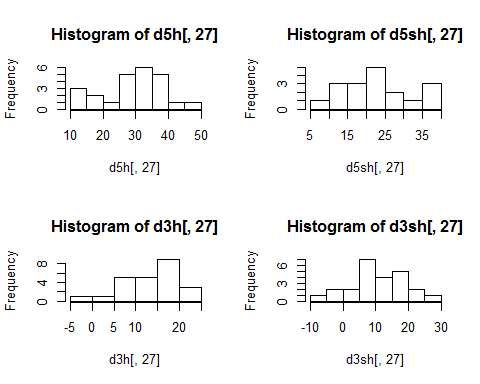 Histogram of d5h[, 27]
Frequency
0 3 6
10 20 30 40 50
d5h[, 27]
Histogram of d5sh[, 27]
Frequency
0 3
5 15 25 35
d5sh[, 27]
Histogram of d3h[, 27]
Frequency
0 4 8
-5 0 5 10 20
d3h[, 27]
Histogram of d3sh[, 27]
Frequency
0 3 6
-10 0 10 20 30
d3sh[, 27]